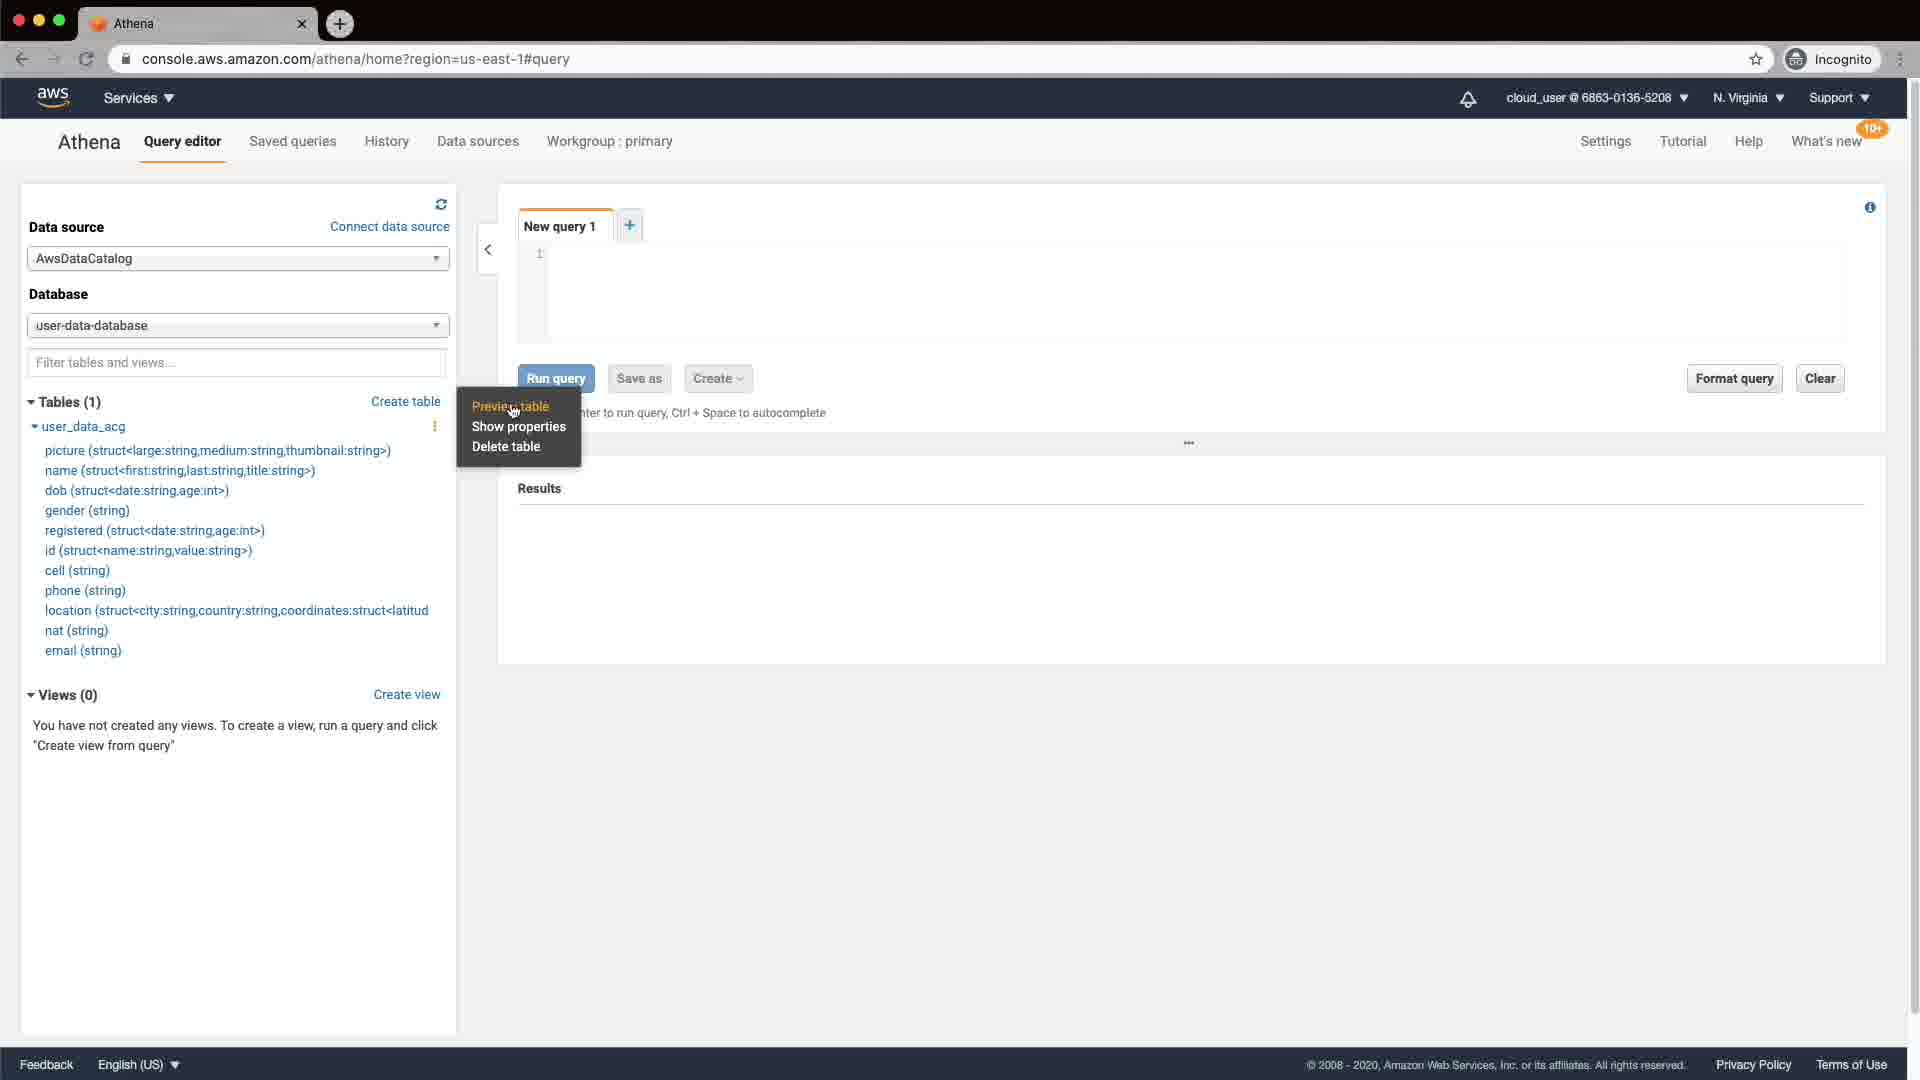 Athena
console.aws.amazon.com/athena/home?region=us-east-1#query
Incognito
aws
Services
cloud_user @ 6863-0136-5208
N. Virginia
Support
Athena
Query editor
Saved queries
History
Data sources
Workgroup : primary
Settings
Tutorial
Help
What's new
10+
Data source
Connect data source
AwsDataCatalog
Database
user-data-database
Filter tables and views...
Tables (1)
Create table
user_data_acg
picture (struct<large:string,medium:string,thumbnail:string>)
name (struct<first:string,last:string,title:string>)
dob (struct<date:string,age:int>)
gender (string)
registered (struct<date:string,age:int>)
id (struct<name:string,value:string>)
cell (string)
phone (string)
location (struct<city:string,country:string,coordinates:struct<latitud
nat (string)
email (string)
Views (0)
Create view
You have not created any views. To create a view, run a query and click
"Create view from query"
New query 1
1
Run query
Save as
Create
Format query
Clear
Preview table
Show properties
Delete table
nter to run query, Ctrl + Space to autocomplete
Results
Feedback
English (US)
© 2008 - 2020, Amazon Web Services, Inc. or its affiliates. All rights reserved.
Privacy Policy
Terms of Use